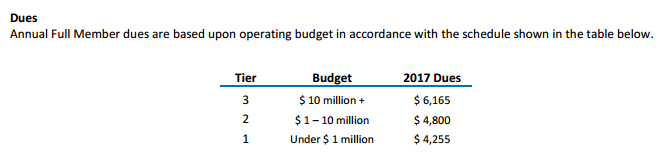 Dues
Annual Full Member dues are based upon operating budget in accordance with the schedule shown in the table below.
Tier Budget 2017 Dues
3 $ 10 million + $ 6,165
2 $ 1 – 10 million $ 4,800
1 Under $ 1 million $ 4,255